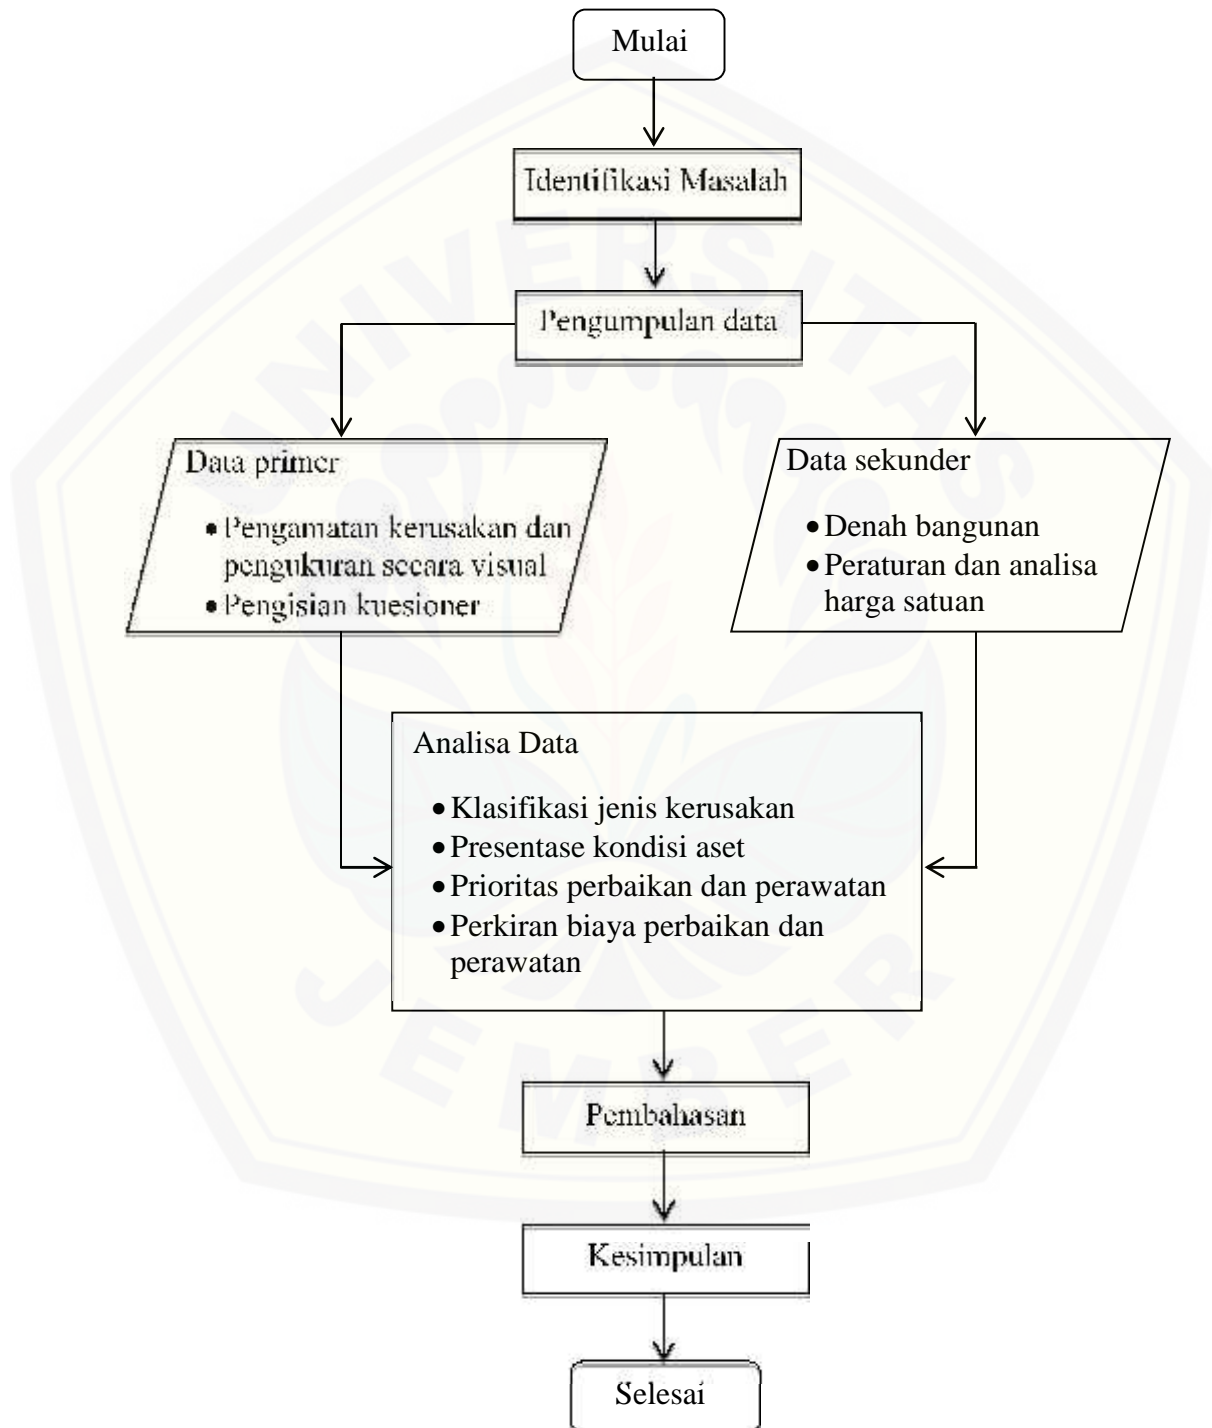 Mulai
Identifikasi Masalah
Pengumpulan data
Data primer
• Pengamatan kerusakan dan
pengukuran secara visual
• Pengisian kuesioner
Data sekunder
• Denah bangunan
• Peraturan dan analisa
harga satuan
Analisa Data
• Klasifikasi jenis kerusakan
• Presentase kondisi aset
• Prioritas perbaikan dan perawatan
• Perkiran biaya perbaikan dan
perawatan
Pembahasan
Kesimpulan
Selesai
UNIVERSITAS
JEMBER